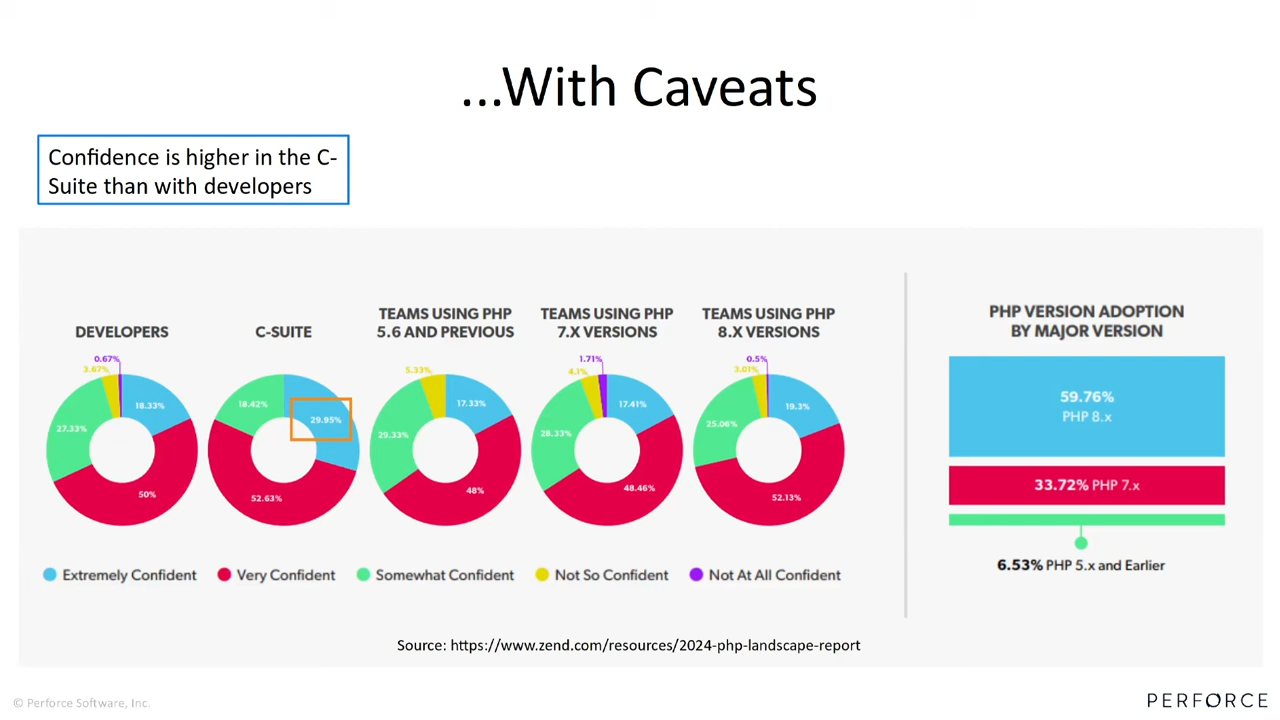 ...With Caveats
Confidence is higher in the C-
Suite than with developers
DEVELOPERS
0.67%
3.67%
18.33%
27.33%
50%
C-SUITE
18.42%
29.95%
52.63%
TEAMS USING PHP
5.6 AND PREVIOUS
5.33%
17.33%
29.33%
48%
TEAMS USING PHP
7.X VERSIONS
1.71%
4.1%
17.41%
28.33%
48.46%
TEAMS USING PHP
8.X VERSIONS
0.5%
3.01%
19.3%
25.06%
52.13%
Extremely Confident
Very Confident
Somewhat Confident
Not So Confident
Not At All Confident
PHP VERSION ADOPTION
BY MAJOR VERSION
59.76%
PHP 8.x
33.72% PHP 7.x
6.53% PHP 5.x and Earlier
Source: https://www.zend.com/resources/2024-php-landscape-report
© Perforce Software, Inc.
PERFORCE